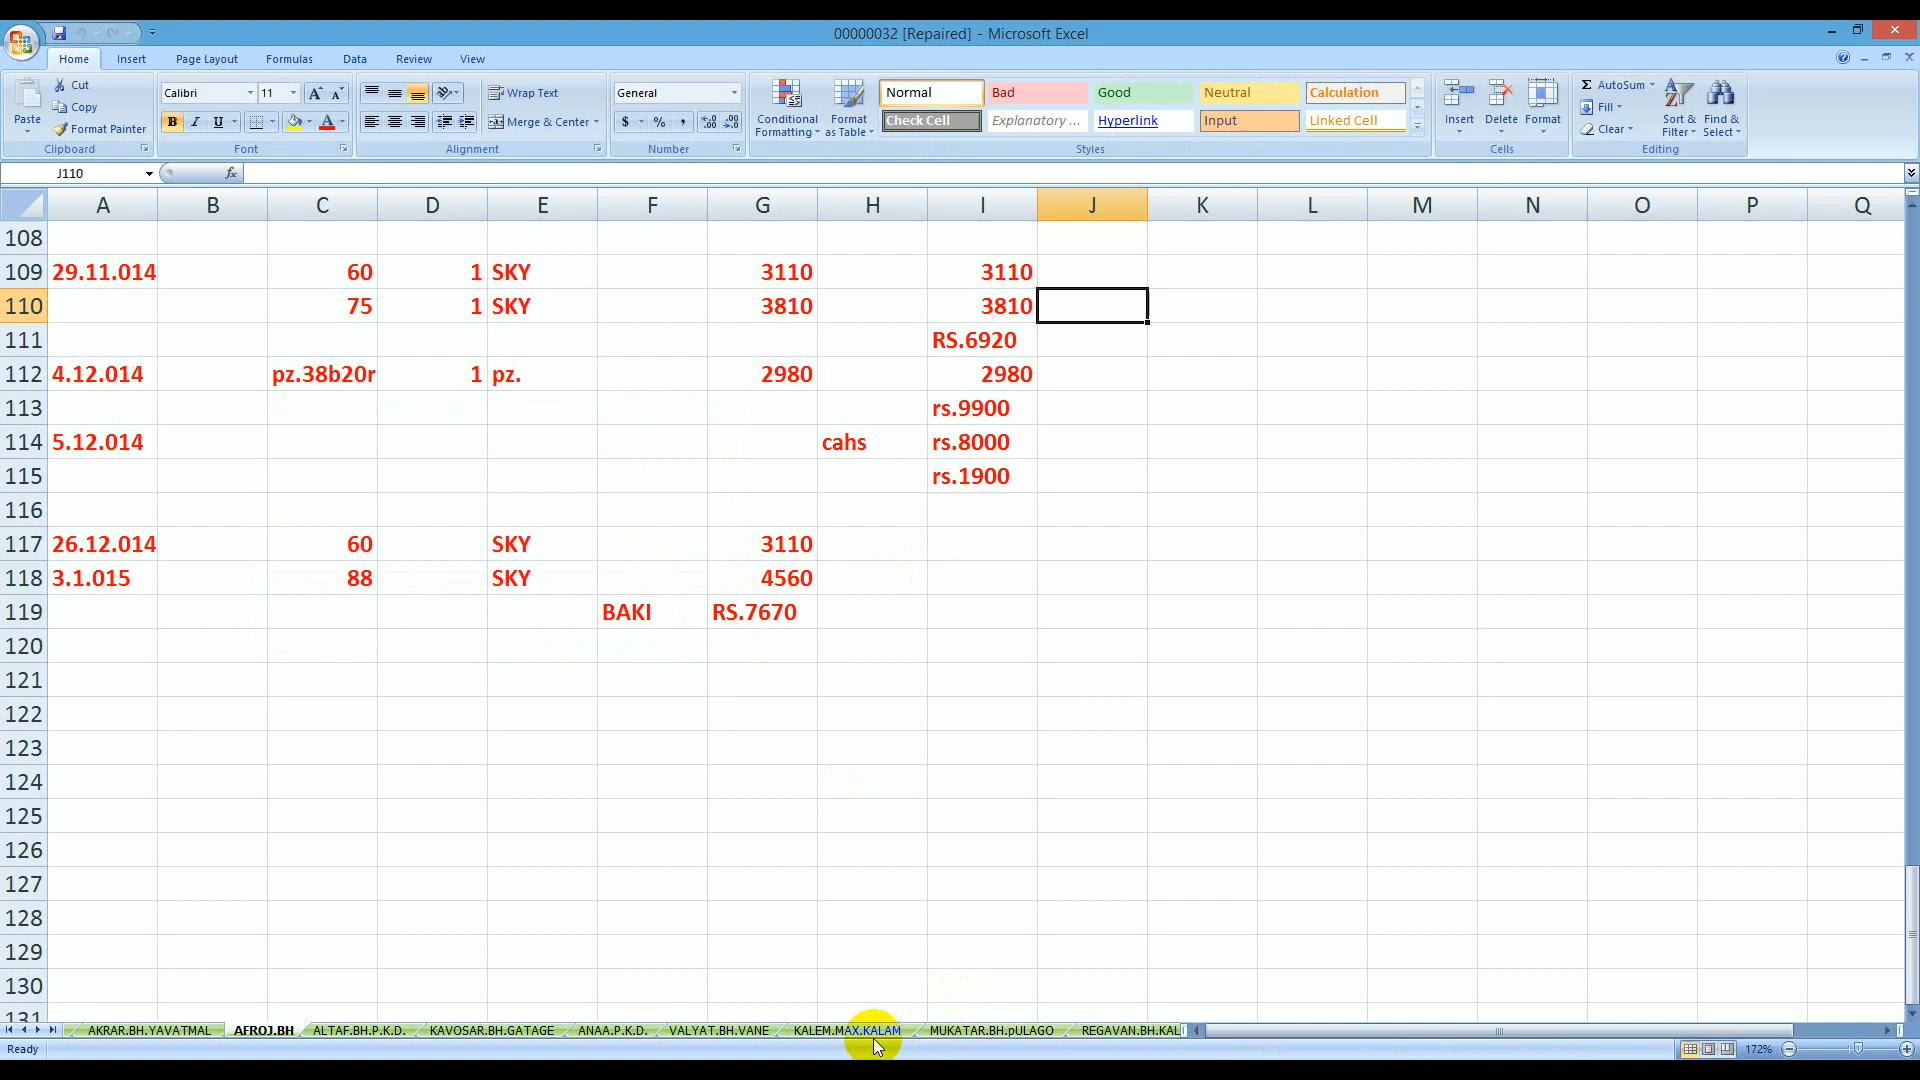 00000032 [Repaired] - Microsoft Excel
Home Insert Page Layout Formulas Data Review View
Paste
Cut
Copy
Format Painter
Clipboard
Calibri 11
B I U
Font
Wrap Text
Merge & Center
Alignment
General
$ % ,
Number
Conditional Formatting
Format as Table
Normal Bad Good Neutral Calculation
Check Cell Explanatory ... Hyperlink Input Linked Cell
Styles
Insert Delete Format
Cells
AutoSum
Fill
Clear
Sort & Filter
Find & Select
Editing
J110 fx
A B C D E F G H I J K L M N O P Q
108
109 29.11.014 60 1 SKY 3110 3110
110 75 1 SKY 3810 3810
111 RS.6920
112 4.12.014 pz.38b20r 1 pz. 2980 2980
113 rs.9900
114 5.12.014 cahs rs.8000
115 rs.1900
116
117 26.12.014 60 SKY 3110
118 3.1.015 88 SKY 4560
119 BAKI RS.7670
120
121
122
123
124
125
126
127
128
129
130
131
AKRAR.BH.YAVATMAL AFROJ.BH ALTAF.BH.P.K.D. KAVOSAR.BH.GATAGE ANAA.P.K.D. VALYAT.BH.VANE KALEM.MAX.KALAM MUKATAR.BH.pULAGO REGAVAN.BH.KAL
Ready 172%